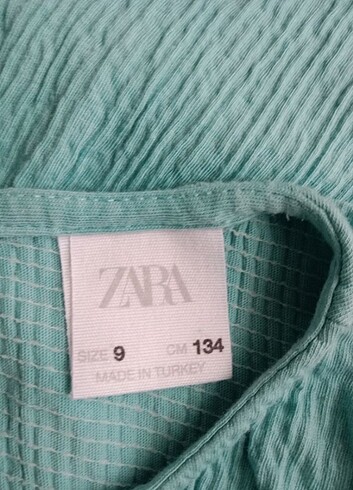 ZARA
SIZE 9 CM 134
MADE IN TURKEY